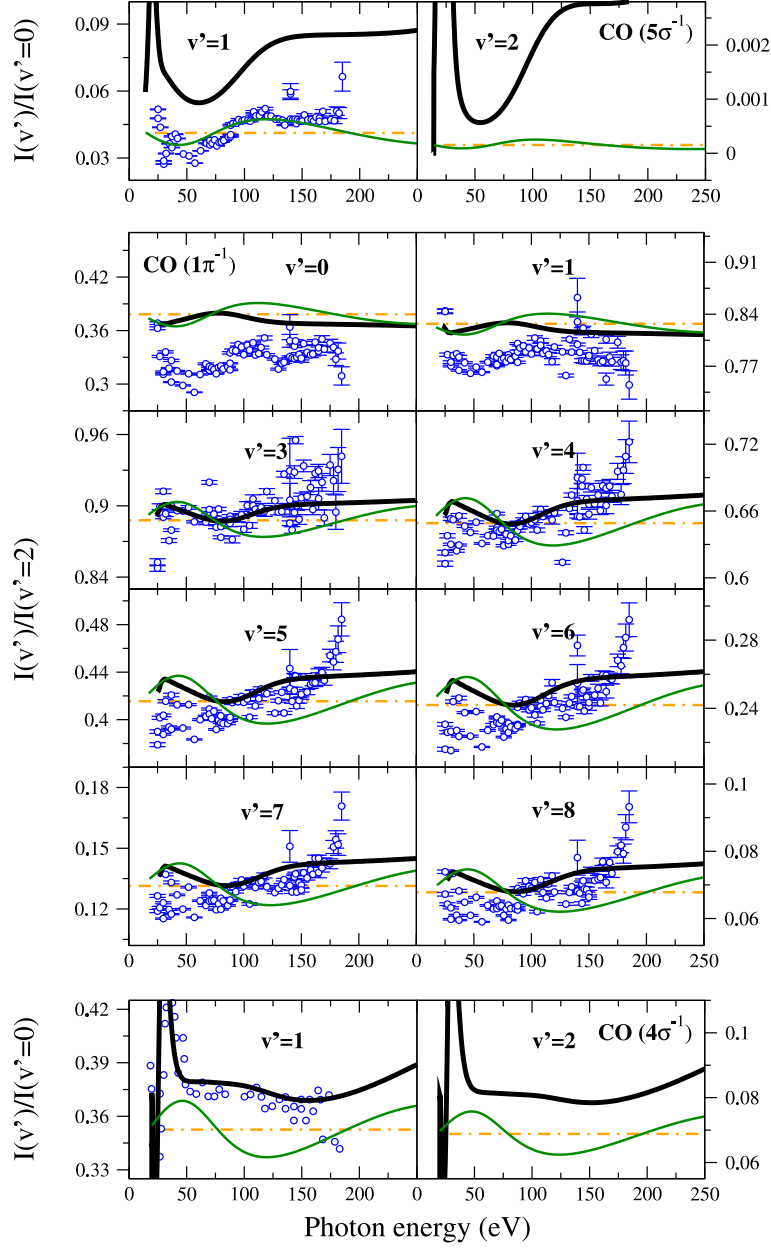 0.09
v’=1
v’=2
CO (5σ⁻¹)
0.002
I(v’)/I(v’=0)
0.06
0.001
0.03
0
0 50 100 150 200 0 50 100 150 200 250
CO (1π⁻¹)
v’=0
v’=1
0.91
0.42
0.84
0.36
0.77
0.3
0.96
v’=3
v’=4
0.72
0.9
0.66
0.84
0.6
I(v’)/I(v’=2)
0.48
v’=5
v’=6
0.28
0.44
0.4
0.24
0.18
v’=7
v’=8
0.1
0.15
0.08
0.12
0.06
0 50 100 150 200 0 50 100 150 200 250
0.42
v’=1
v’=2
CO (4σ⁻¹)
0.1
I(v’)/I(v’=0)
0.39
0.08
0.36
0.33
0.06
0 50 100 150 200 0 50 100 150 200 250
Photon energy (eV)